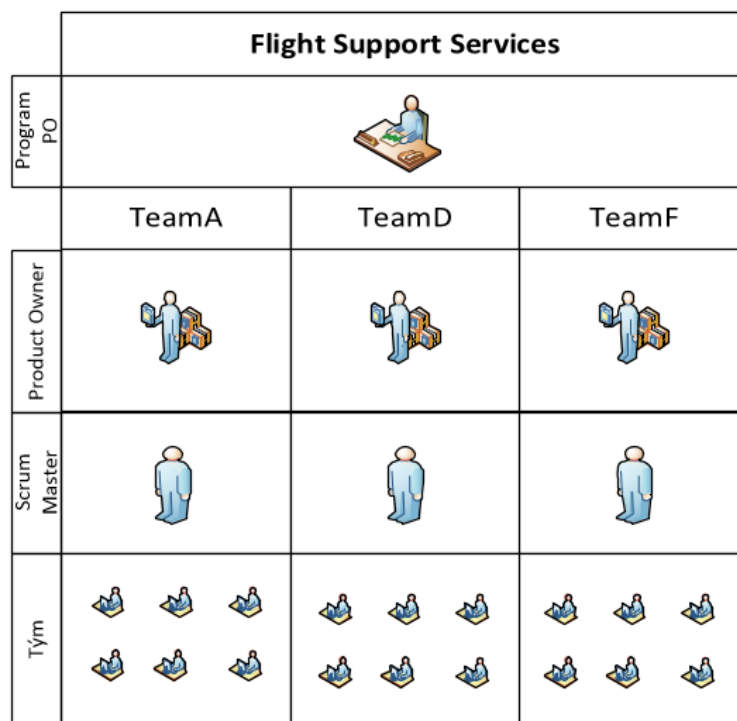 Flight Support Services
Program
PO
TeamA
TeamD
TeamF
Product Owner
Scrum
Master
Tým